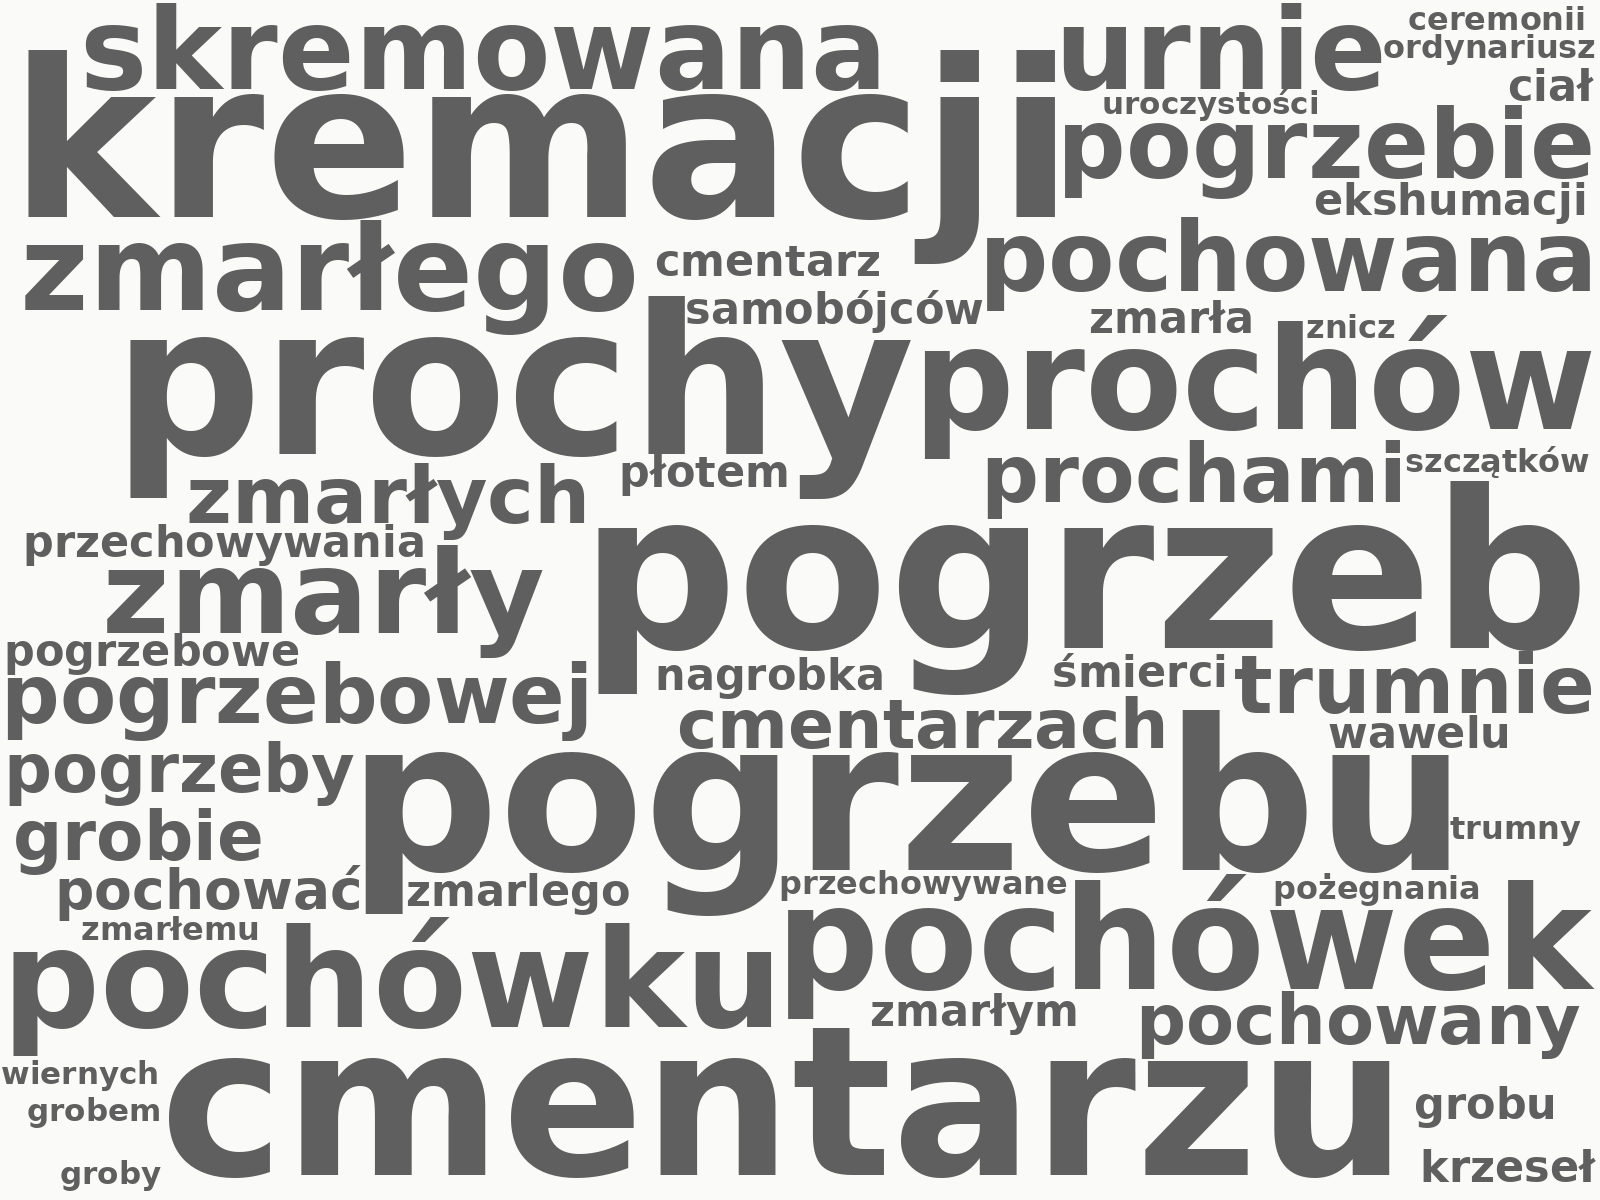 skremowana
urnie
ceremonii
ordynariusz
ciał
kremacji
uroczystości
pogrzebie
ekshumacji
zmarłego
cmentarz
pochowana
samobójców
zmarła
znicz
prochy
prochów
zmarłych
płotem
prochami
szczątków
przechowywania
zmarły
pogrzeb
pogrzebowe
pogrzebowej
nagrobka
śmierci
trumnie
cmentarzach
wawelu
pogrzeby
pogrzebu
grobie
trumny
pochować
zmarlego
przechowywane
pożegnania
zmarłemu
pochówku
pochówek
zmarłym
pochowany
wiernych
cmentarzu
grobem
grobu
groby
krzeseł